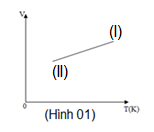 V
(I)
(II)
0
T(K)
(Hình 01)